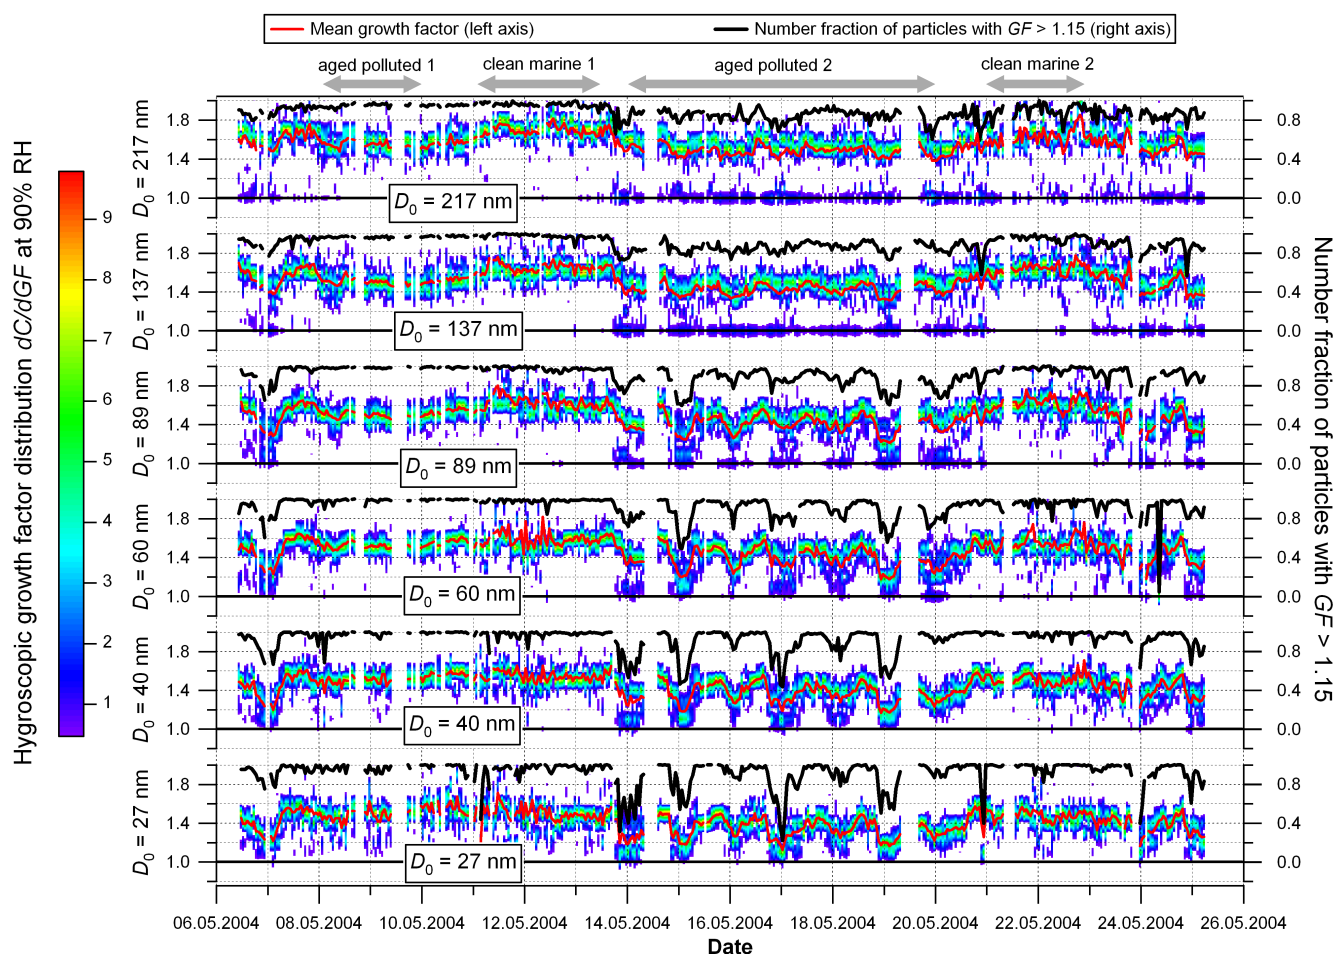 Mean growth factor (left axis)
Number fraction of particles with GF > 1.15 (right axis)
aged polluted 1
clean marine 1
aged polluted 2
clean marine 2
Hygroscopic growth factor distribution dC/dGF at 90% RH
9
8
7
6
5
4
3
2
1
D0 = 217 nm
1.8
1.4
1.0
0.8
0.4
0.0
D0 = 217 nm
D0 = 137 nm
1.8
1.4
1.0
0.8
0.4
0.0
D0 = 137 nm
D0 = 89 nm
1.8
1.4
1.0
0.8
0.4
0.0
D0 = 89 nm
D0 = 60 nm
1.8
1.4
1.0
0.8
0.4
0.0
D0 = 60 nm
D0 = 40 nm
1.8
1.4
1.0
0.8
0.4
0.0
D0 = 40 nm
D0 = 27 nm
1.8
1.4
1.0
0.8
0.4
0.0
D0 = 27 nm
Number fraction of particles with GF > 1.15
06.05.2004
08.05.2004
10.05.2004
12.05.2004
14.05.2004
16.05.2004
18.05.2004
20.05.2004
22.05.2004
24.05.2004
26.05.2004
Date